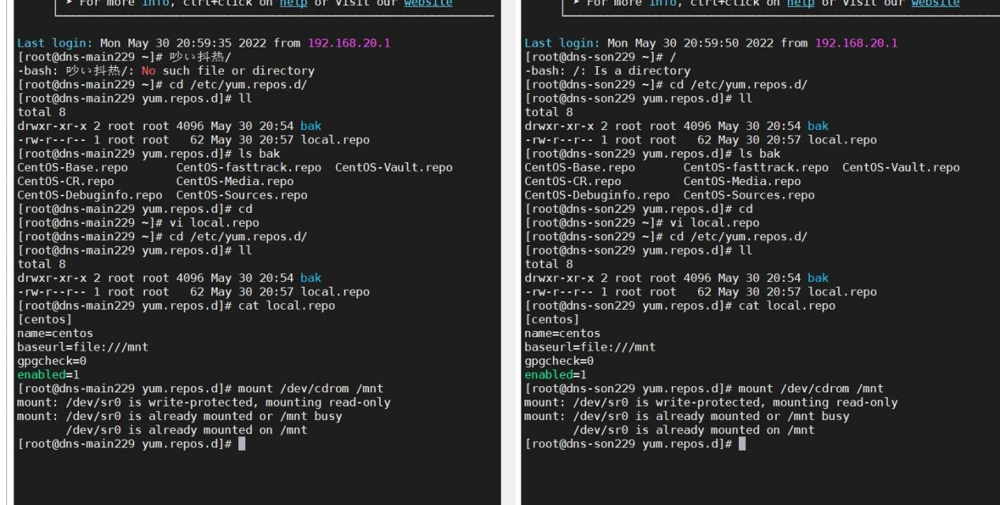 ➤ For more info, ctrl+click on help or visit our website
Last login: Mon May 30 20:59:35 2022 from 192.168.20.1
[root@dns-main229 ~]# 吵い抖热/
-bash: 吵い抖热/: No such file or directory
[root@dns-main229 ~]# cd /etc/yum.repos.d/
[root@dns-main229 yum.repos.d]# ll
total 8
drwxr-xr-x 2 root root 4096 May 30 20:54 bak
-rw-r--r-- 1 root root   62 May 30 20:57 local.repo
[root@dns-main229 yum.repos.d]# ls bak
CentOS-Base.repo       CentOS-fasttrack.repo  CentOS-Vault.repo
CentOS-CR.repo         CentOS-Media.repo
CentOS-Debuginfo.repo  CentOS-Sources.repo
[root@dns-main229 yum.repos.d]# cd
[root@dns-main229 ~]# vi local.repo
[root@dns-main229 ~]# cd /etc/yum.repos.d/
[root@dns-main229 yum.repos.d]# ll
total 8
drwxr-xr-x 2 root root 4096 May 30 20:54 bak
-rw-r--r-- 1 root root   62 May 30 20:57 local.repo
[root@dns-main229 yum.repos.d]# cat local.repo
[centos]
name=centos
baseurl=file:///mnt
gpgcheck=0
enabled=1
[root@dns-main229 yum.repos.d]# mount /dev/cdrom /mnt
mount: /dev/sr0 is write-protected, mounting read-only
mount: /dev/sr0 is already mounted or /mnt busy
       /dev/sr0 is already mounted on /mnt
[root@dns-main229 yum.repos.d]#
➤ For more info, ctrl+click on help or visit our website
Last login: Mon May 30 20:59:50 2022 from 192.168.20.1
[root@dns-son229 ~]# /
-bash: /: Is a directory
[root@dns-son229 ~]# cd /etc/yum.repos.d/
[root@dns-son229 yum.repos.d]# ll
total 8
drwxr-xr-x 2 root root 4096 May 30 20:54 bak
-rw-r--r-- 1 root root   62 May 30 20:57 local.repo
[root@dns-son229 yum.repos.d]# ls bak
CentOS-Base.repo       CentOS-fasttrack.repo  CentOS-Vault.repo
CentOS-CR.repo         CentOS-Media.repo
CentOS-Debuginfo.repo  CentOS-Sources.repo
[root@dns-son229 yum.repos.d]# cd
[root@dns-son229 ~]# vi local.repo
[root@dns-son229 ~]# cd /etc/yum.repos.d/
[root@dns-son229 yum.repos.d]# ll
total 8
drwxr-xr-x 2 root root 4096 May 30 20:54 bak
-rw-r--r-- 1 root root   62 May 30 20:57 local.repo
[root@dns-son229 yum.repos.d]# cat local.repo
[centos]
name=centos
baseurl=file:///mnt
gpgcheck=0
enabled=1
[root@dns-son229 yum.repos.d]# mount /dev/cdrom /mnt
mount: /dev/sr0 is write-protected, mounting read-only
mount: /dev/sr0 is already mounted or /mnt busy
       /dev/sr0 is already mounted on /mnt
[root@dns-son229 yum.repos.d]#